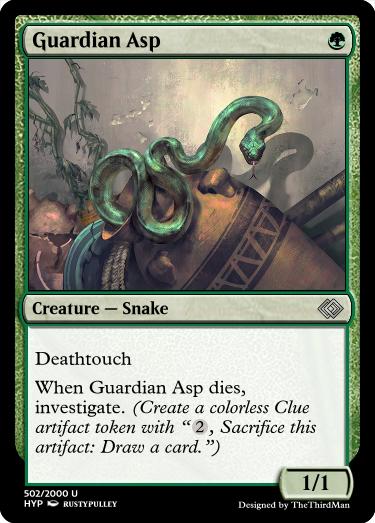 Guardian Asp
Creature — Snake
Deathtouch
When Guardian Asp dies,
investigate. (Create a colorless Clue
artifact token with “2, Sacrifice this
artifact: Draw a card.”)
1/1
502/2000 U
HYP RUSTYPULLEY
Designed by TheThirdMan